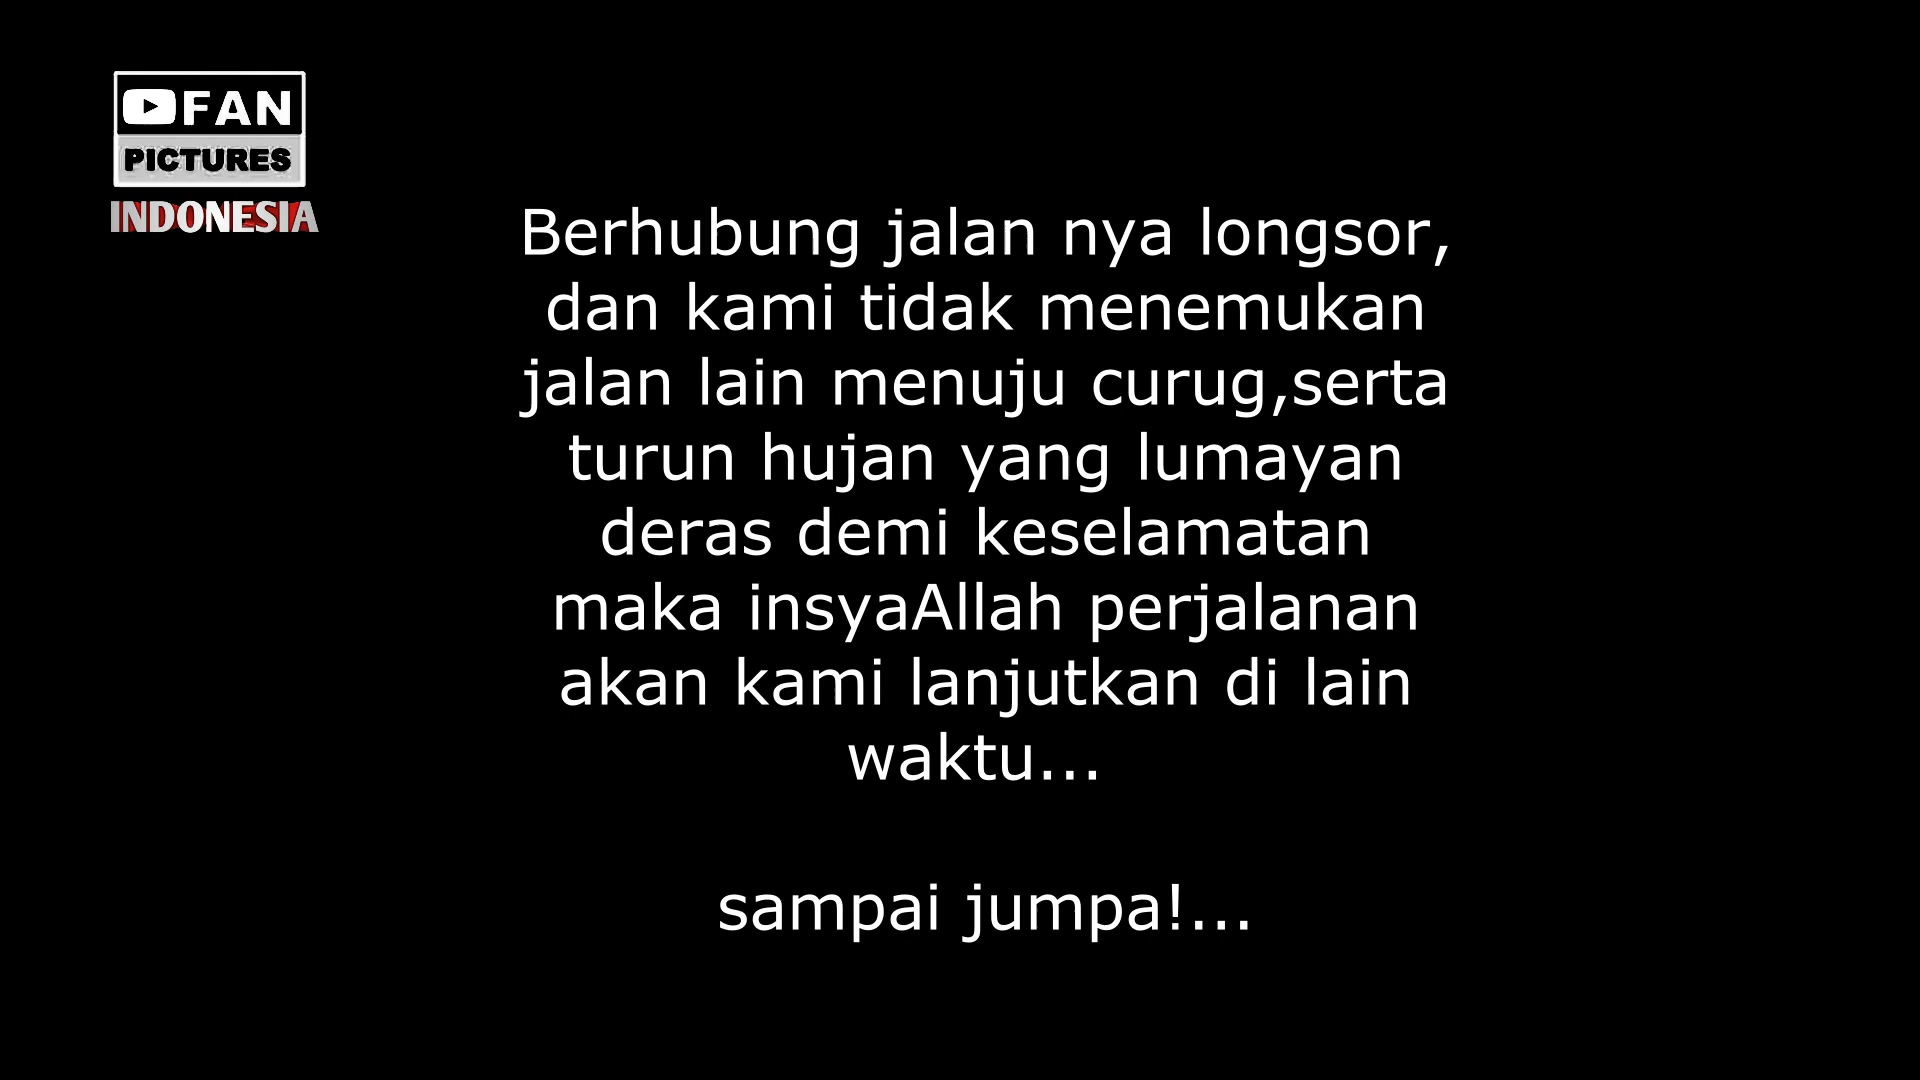 FAN
PICTURES
INDONESIA
Berhubung jalan nya longsor,
dan kami tidak menemukan
jalan lain menuju curug,serta
turun hujan yang lumayan
deras demi keselamatan
maka insyaAllah perjalanan
akan kami lanjutkan di lain
waktu...
sampai jumpa!...